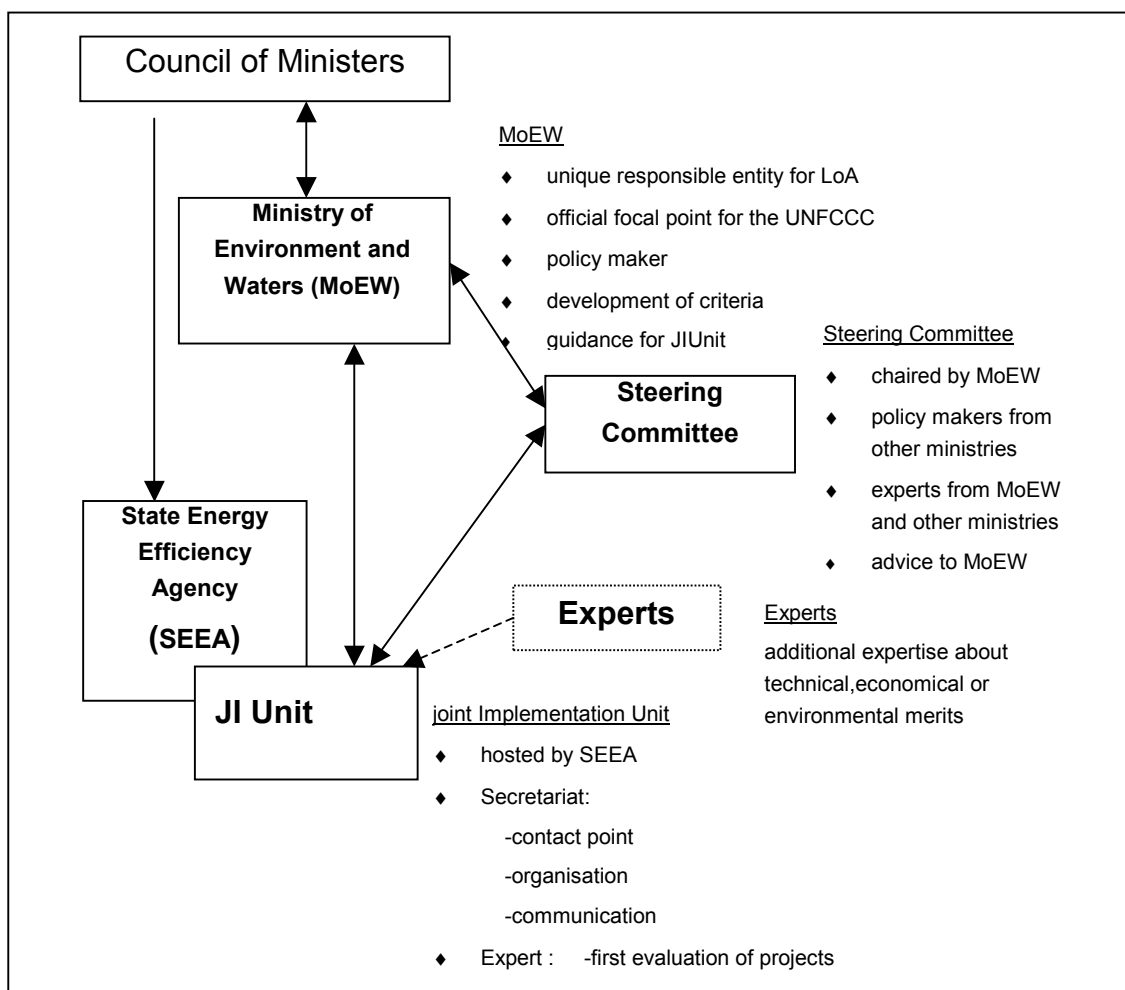 Council of Ministers
MoEW
♦ unique responsible entity for LoA
♦ official focal point for the UNFCCC
♦ policy maker
♦ development of criteria
♦ guidance for JIUnit
Ministry of
Environment and
Waters (MoEW)
Steering Committee
♦ chaired by MoEW
♦ policy makers from
other ministries
♦ experts from MoEW
and other ministries
♦ advice to MoEW
Steering
Committee
State Energy
Efficiency
Agency
(SEEA)
Experts
Experts
additional expertise about
technical,economical or
environmental merits
JI Unit
joint Implementation Unit
♦ hosted by SEEA
♦ Secretariat:
-contact point
-organisation
-communication
♦ Expert : -first evaluation of projects